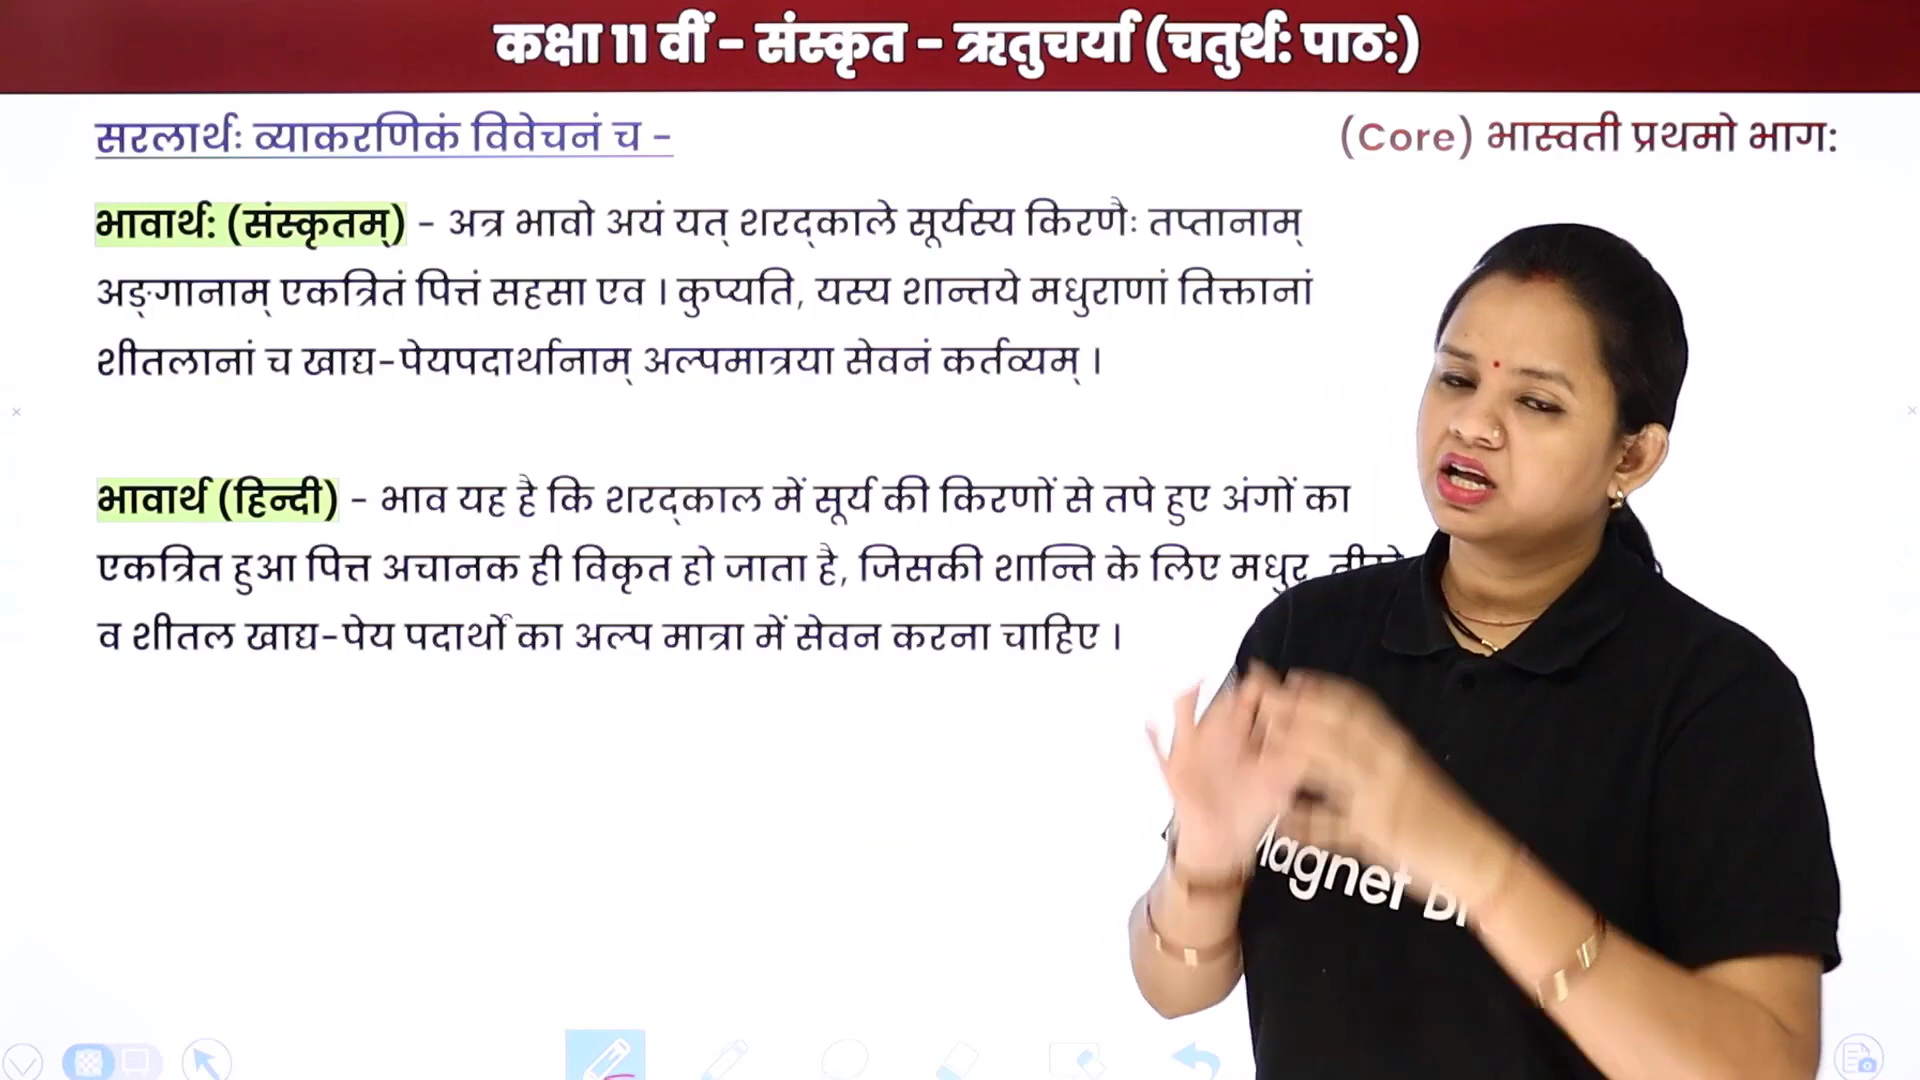 कक्षा 11 वीं - संस्कृत - ऋतुचर्या (चतुर्थ: पाठ:)
सरलार्थः व्याकरणिकं विवेचनं च -
(Core) भास्वती प्रथमो भाग:
भावार्थ: (संस्कृतम्) - अत्र भावो अयं यत् शरद्काले सूर्यस्य किरणैः तप्तानाम्
अङ्गानाम् एकत्रितं पित्तं सहसा एव । कुप्यति, यस्य शान्तये मधुराणां तिक्तानां
शीतलानां च खाद्य-पेयपदार्थानाम् अल्पमात्रया सेवनं कर्तव्यम् ।
भावार्थ (हिन्दी) - भाव यह है कि शरद्काल में सूर्य की किरणों से तपे हुए अंगों का
एकत्रित हुआ पित्त अचानक ही विकृत हो जाता है, जिसकी शान्ति के लिए मधुर,
व शीतल खाद्य-पेय पदार्थों का अल्प मात्रा में सेवन करना चाहिए ।